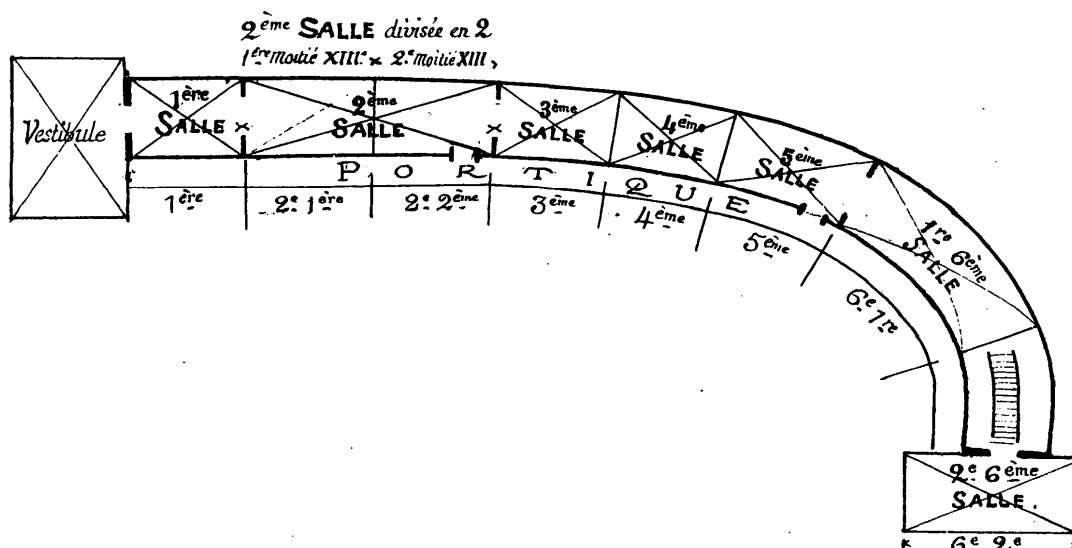 2ème SALLE divisée en 2
1ère Moitié XIIIe × 2e Moitié XIII
Vestibule
1ère
SALLE
2ème
SALLE
3ème
SALLE
4ème
SALLE
5ème
SALLE
1re 6ème
SALLE
PORTIQUE
1ère
2e 1ère
2e 2ème
3ème
4ème
5ème
6e 1re
2e 6ème
SALLE.
6e 2e